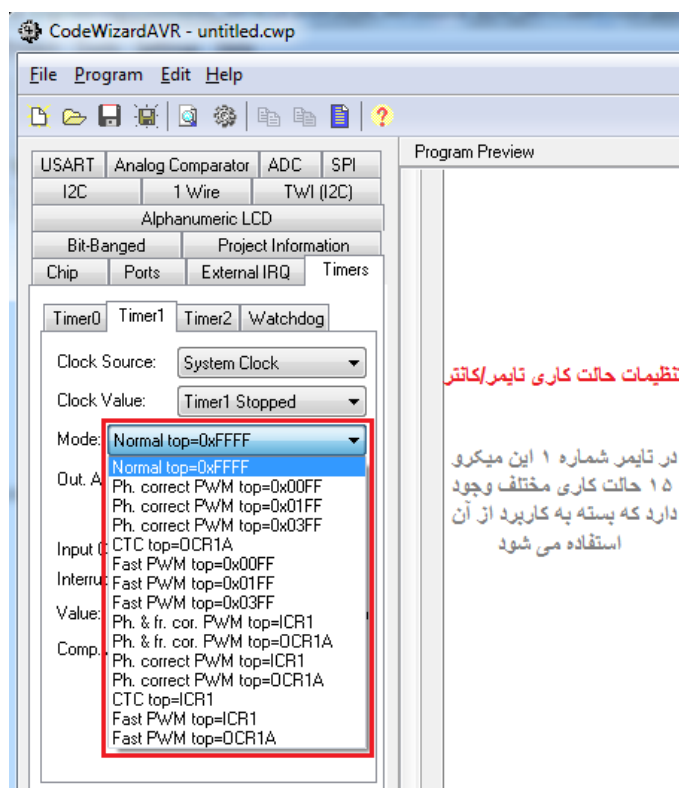 CodeWizardAVR - untitled.cwp
File Program Edit Help
USART Analog Comparator ADC SPI
I2C 1 Wire TWI (I2C)
Alphanumeric LCD
Bit-Banged Project Information
Chip Ports External IRQ Timers
Timer0 Timer1 Timer2 Watchdog
Clock Source: System Clock
Clock Value: Timer1 Stopped
Mode: Normal top=0xFFFF
Normal top=0xFFFF
Out. A
Ph. correct PWM top=0x00FF
Ph. correct PWM top=0x01FF
Ph. correct PWM top=0x03FF
Input
CTC top=OCR1A
Fast PWM top=0x00FF
Interru
Fast PWM top=0x01FF
Fast PWM top=0x03FF
Value:
Ph. & fr. cor. PWM top=ICR1
Ph. & fr. cor. PWM top=OCR1A
Comp.
Ph. correct PWM top=ICR1
Ph. correct PWM top=OCR1A
CTC top=ICR1
Fast PWM top=ICR1
Fast PWM top=OCR1A
Program Preview
تنظیمات حالت کاری تایمر/کانتر
در تایمر شماره ۱ این میکرو
۱۵ حالت کاری مختلف وجود
دارد که بسته به کاربرد از آن
استفاده می شود